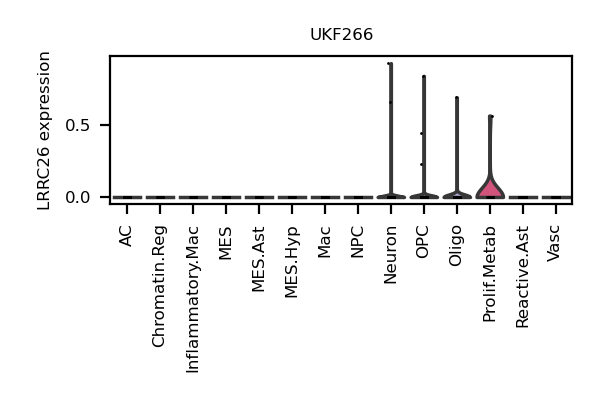 UKF266
LRRC26 expression
0.5
0.0
AC
Chromatin.Reg
Inflammatory.Mac
MES
MES.Ast
MES.Hyp
Mac
NPC
Neuron
OPC
Oligo
Prolif.Metab
Reactive.Ast
Vasc